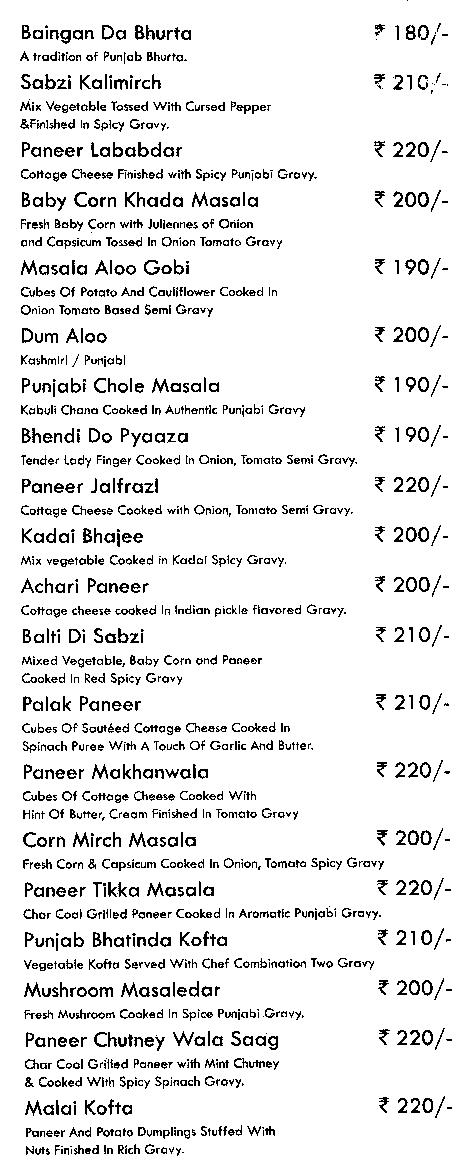 Baingan Da Bhurta ₹ 180/-
A tradition of Punjab Bhurta.
Sabzi Kalimirch ₹ 210/-
Mix Vegetable Tossed With Cursed Pepper
&Finished In Spicy Gravy.
Paneer Lababdar ₹ 220/-
Cottage Cheese Finished with Spicy Punjabi Gravy.
Baby Corn Khada Masala ₹ 200/-
Fresh Baby Corn with Juliennes of Onion
and Capsicum Tossed In Onion Tomato Gravy
Masala Aloo Gobi ₹ 190/-
Cubes Of Potato And Cauliflower Cooked In
Onion Tomato Based Semi Gravy
Dum Aloo ₹ 200/-
Kashmiri / Punjabi
Punjabi Chole Masala ₹ 190/-
Kabuli Chana Cooked In Authentic Punjabi Gravy
Bhendi Do Pyaaza ₹ 190/-
Tender Lady Finger Cooked In Onion, Tomato Semi Gravy.
Paneer Jalfrazi ₹ 220/-
Cottage Cheese Cooked with Onion, Tomato Semi Gravy.
Kadai Bhajee ₹ 200/-
Mix vegetable Cooked in Kadai Spicy Gravy.
Achari Paneer ₹ 200/-
Cottage cheese cooked In Indian pickle flavored Gravy.
Balti Di Sabzi ₹ 210/-
Mixed Vegetable, Baby Corn and Paneer
Cooked In Red Spicy Gravy
Palak Paneer ₹ 210/-
Cubes Of Sautéed Cottage Cheese Cooked In
Spinach Puree With A Touch Of Garlic And Butter.
Paneer Makhanwala ₹ 220/-
Cubes Of Cottage Cheese Cooked With
Hint Of Butter, Cream Finished In Tomato Gravy
Corn Mirch Masala ₹ 200/-
Fresh Corn & Capsicum Cooked In Onion, Tomato Spicy Gravy
Paneer Tikka Masala ₹ 220/-
Char Coal Grilled Paneer Cooked In Aromatic Punjabi Gravy.
Punjab Bhatinda Kofta ₹ 210/-
Vegetable Kofta Served With Chef Combination Two Gravy
Mushroom Masaledar ₹ 200/-
Fresh Mushroom Cooked In Spice Punjabi Gravy.
Paneer Chutney Wala Saag ₹ 220/-
Char Coal Grilled Paneer with Mint Chutney
& Cooked With Spicy Spinach Gravy.
Malai Kofta ₹ 220/-
Paneer And Potato Dumplings Stuffed With
Nuts Finished In Rich Gravy.